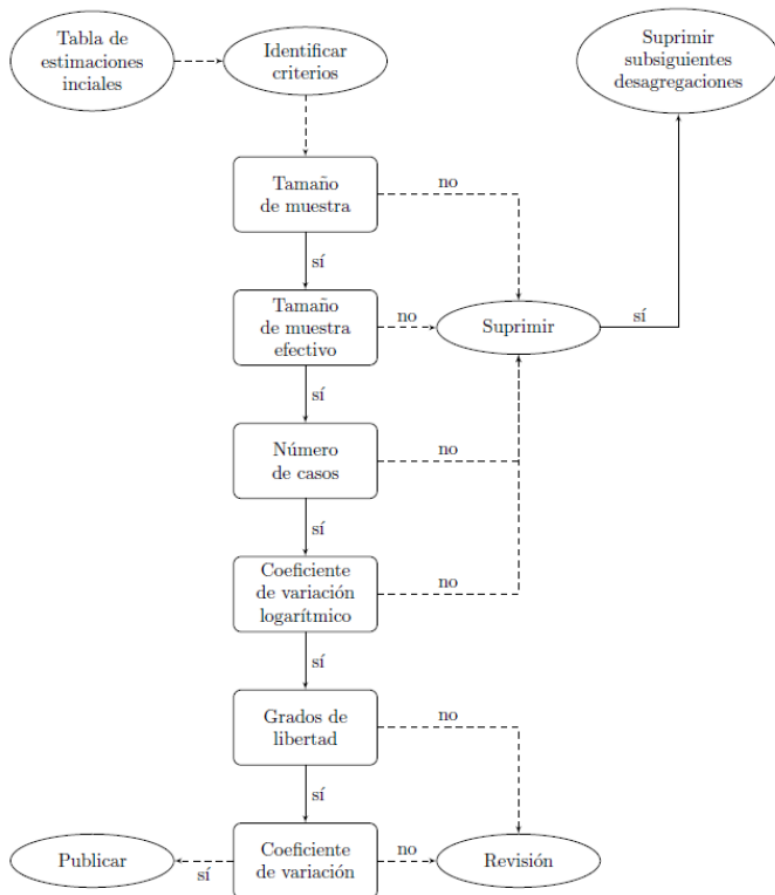 Tabla de
estimaciones
inciales
Identificar
criterios
Suprimir
subsiguientes
desagregaciones
Tamaño
de muestra
no
sí
Tamaño
de muestra
efectivo
no
Suprimir
sí
sí
Número
de casos
no
sí
Coeficiente
de variación
logarítmico
no
sí
Grados de
libertad
no
sí
Publicar
sí
Coeficiente
de variación
no
Revisión